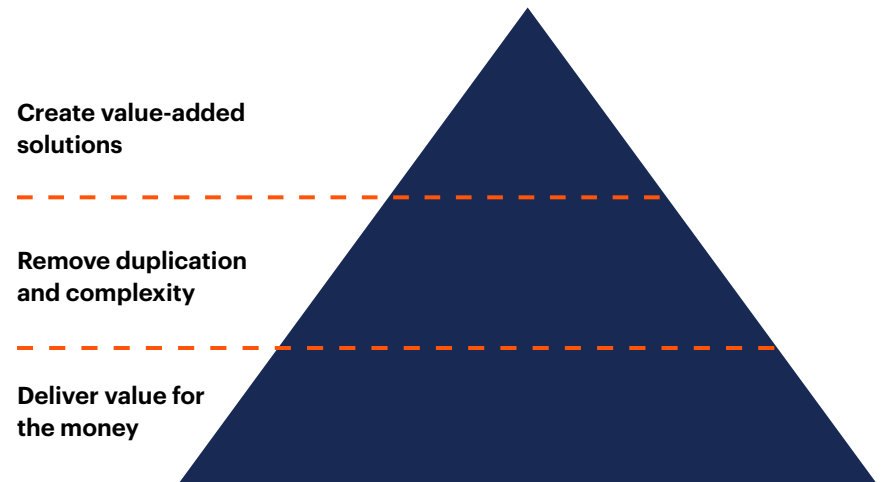 Create value-added
solutions
Remove duplication
and complexity
Deliver value for
the money